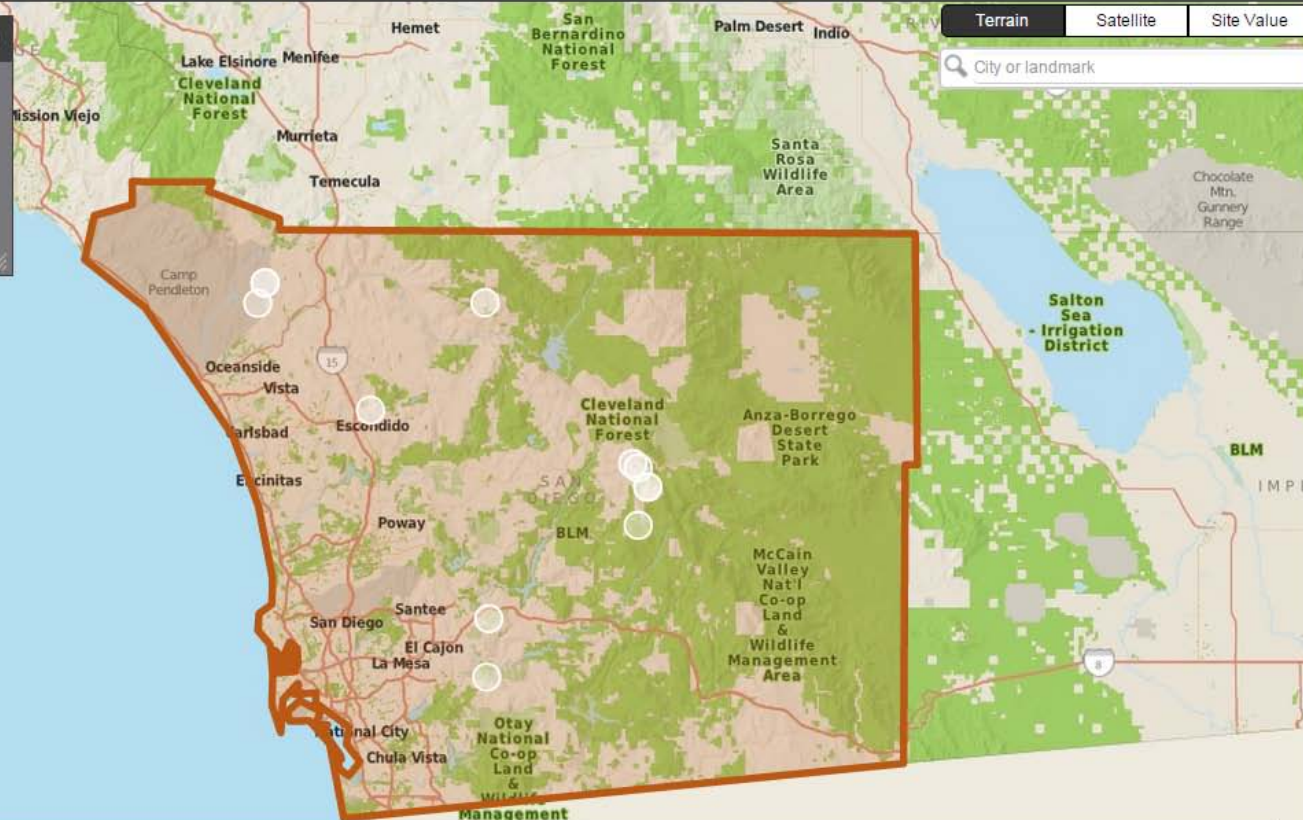 Terrain
Satellite
Site Value
City or landmark
Hemet
San
Bernardino
National
Forest
Palm Desert
Indio
Lake Elsinore
Menifee
Cleveland
National
Forest
Mission Viejo
Murrieta
Temecula
Santa
Rosa
Wildlife
Area
Chocolate
Mtn.
Gunnery
Range
Camp
Pendleton
Salton
Sea
- Irrigation
District
15
Oceanside
Vista
Carlsbad
Escondido
Cleveland
National
Forest
Anza-Borrego
Desert
State
Park
BLM
Encinitas
SAN
DIEGO
IMPE
Poway
BLM
McCain
Valley
Nat'l
Co-op
Land
&
Wildlife
Management
Area
Santee
San Diego
El Cajon
La Mesa
8
National City
Chula Vista
Otay
National
Co-op
Land
&
Wildlife
Management